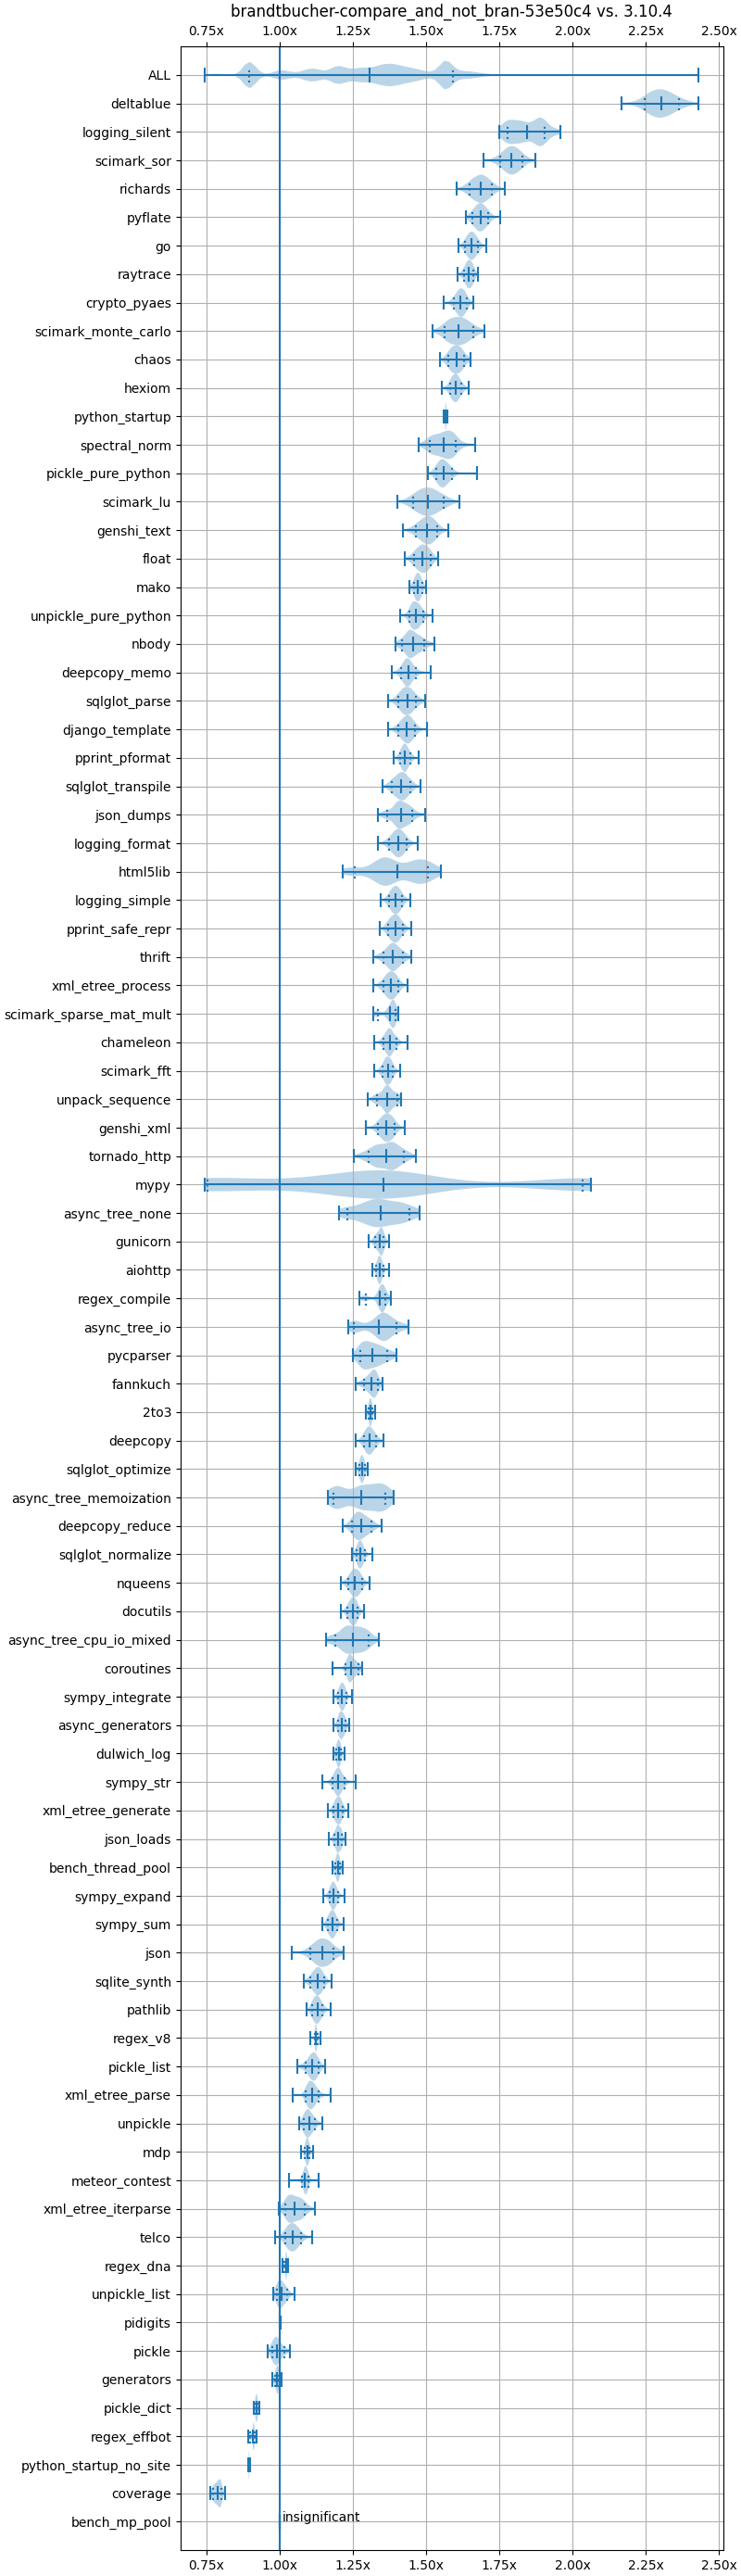 brandtbucher-compare_and_not_bran-53e50c4 vs. 3.10.4
0.75x 1.00x 1.25x 1.50x 1.75x 2.00x 2.25x 2.50x
ALL
deltablue
logging_silent
scimark_sor
richards
pyflate
go
raytrace
crypto_pyaes
scimark_monte_carlo
chaos
hexiom
python_startup
spectral_norm
pickle_pure_python
scimark_lu
genshi_text
float
mako
unpickle_pure_python
nbody
deepcopy_memo
sqlglot_parse
django_template
pprint_pformat
sqlglot_transpile
json_dumps
logging_format
html5lib
logging_simple
pprint_safe_repr
thrift
xml_etree_process
scimark_sparse_mat_mult
chameleon
scimark_fft
unpack_sequence
genshi_xml
tornado_http
mypy
async_tree_none
gunicorn
aiohttp
regex_compile
async_tree_io
pycparser
fannkuch
2to3
deepcopy
sqlglot_optimize
async_tree_memoization
deepcopy_reduce
sqlglot_normalize
nqueens
docutils
async_tree_cpu_io_mixed
coroutines
sympy_integrate
async_generators
dulwich_log
sympy_str
xml_etree_generate
json_loads
bench_thread_pool
sympy_expand
sympy_sum
json
sqlite_synth
pathlib
regex_v8
pickle_list
xml_etree_parse
unpickle
mdp
meteor_contest
xml_etree_iterparse
telco
regex_dna
unpickle_list
pidigits
pickle
generators
pickle_dict
regex_effbot
python_startup_no_site
coverage
bench_mp_pool insignificant
0.75x 1.00x 1.25x 1.50x 1.75x 2.00x 2.25x 2.50x